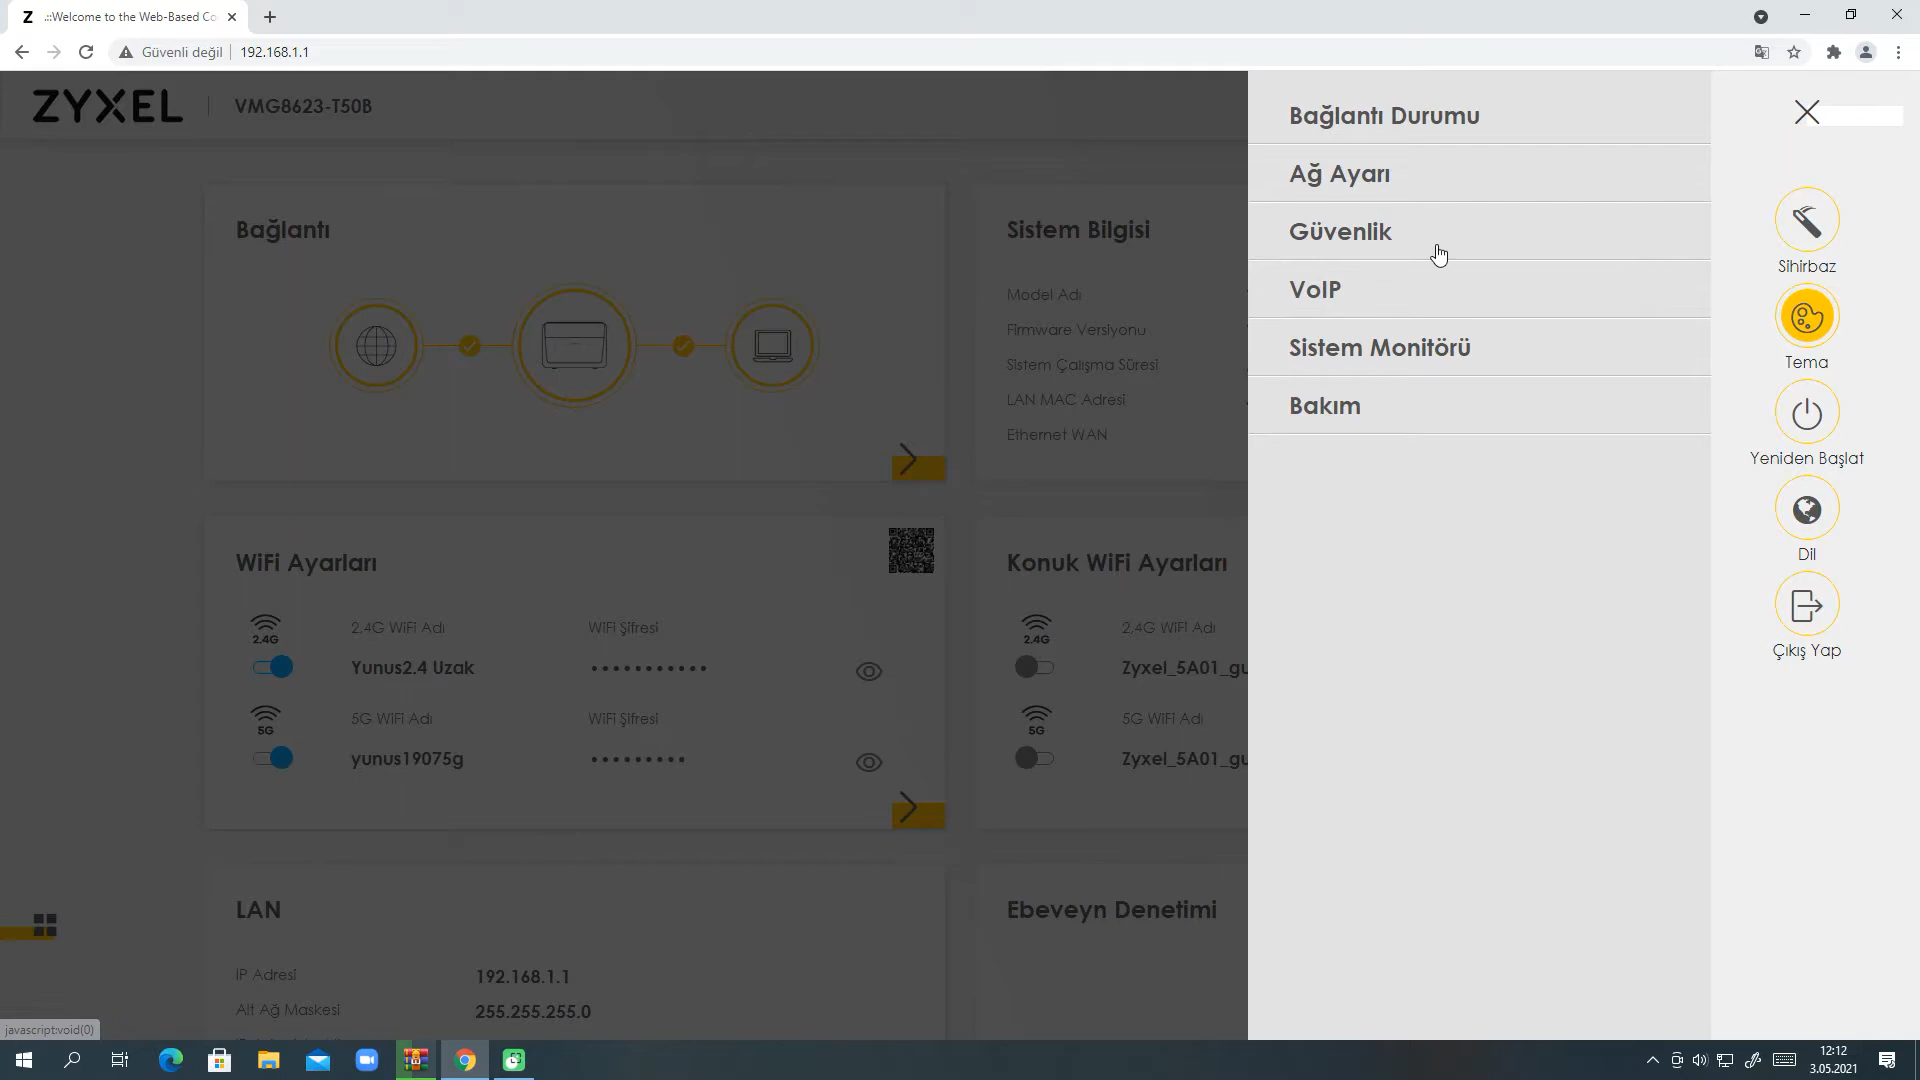 .::Welcome to the Web-Based Co
Güvenli değil
192.168.1.1
ZYXEL
VMG8623-T50B
Bağlantı
Sistem Bilgisi
Model Adı
Firmware Versiyonu
Sistem Çalışma Süresi
LAN MAC Adresi
Ethernet WAN
WiFi Ayarları
2.4G
2.4G WiFi Adı
WiFi Şifresi
Yunus2.4 Uzak
5G
5G WiFi Adı
WiFi Şifresi
yunus19075g
Konuk WiFi Ayarları
2.4G
2.4G WiFi Adı
Zyxel_5A01_gu
5G
5G WiFi Adı
Zyxel_5A01_gu
LAN
IP Adresi
192.168.1.1
Alt Ağ Maskesi
255.255.255.0
Ebeveyn Denetimi
Bağlantı Durumu
Ağ Ayarı
Güvenlik
VoIP
Sistem Monitörü
Bakım
Sihirbaz
Tema
Yeniden Başlat
Dil
Çıkış Yap
javascript:void(0)
12:12
3.05.2021